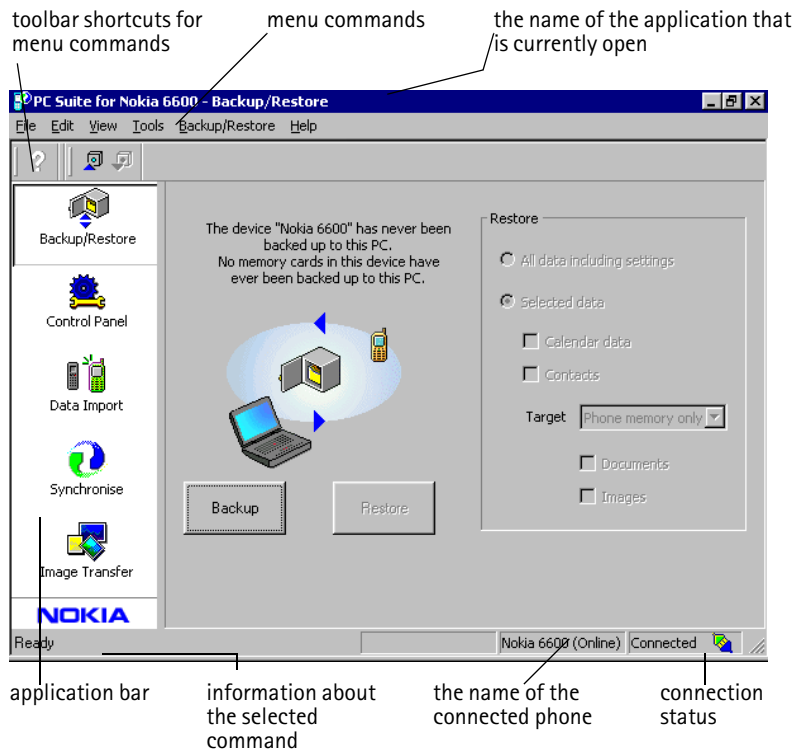 toolbar shortcuts for
menu commands
menu commands
the name of the application that
is currently open
PC Suite for Nokia 6600 - Backup/Restore
File Edit View Tools Backup/Restore Help
Backup/Restore
Control Panel
Data Import
Synchronise
Image Transfer
NOKIA
The device "Nokia 6600" has never been
backed up to this PC.
No memory cards in this device have
ever been backed up to this PC.
Backup
Restore
Restore
All data including settings
Selected data
Calendar data
Contacts
Target Phone memory only
Documents
Images
Ready
Nokia 6600 (Online) Connected
application bar
information about
the selected
command
the name of the
connected phone
connection
status